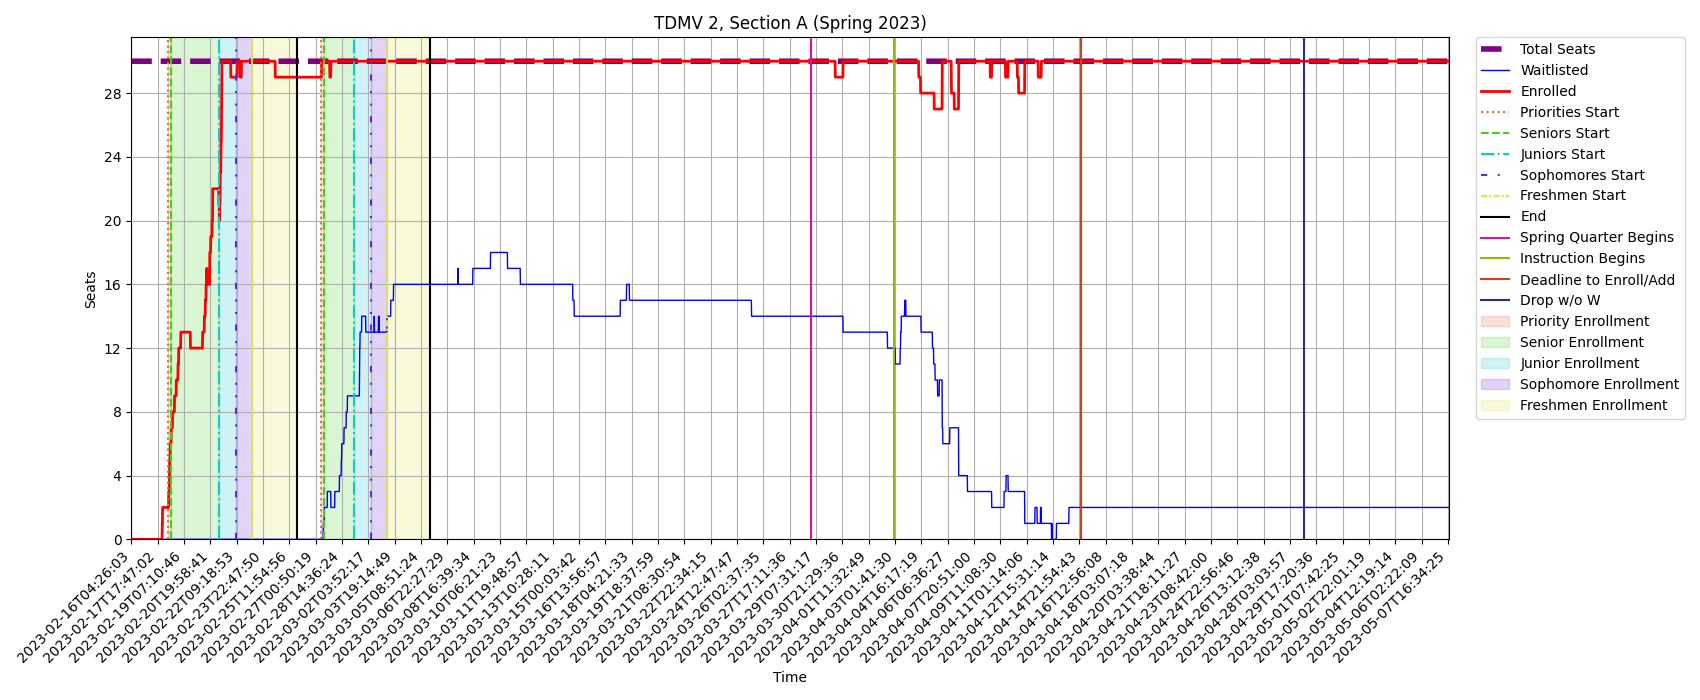 TDMV 2, Section A (Spring 2023)
Seats
28
24
20
16
12
8
4
0
2023-02-16T04:26:03
2023-02-17T17:47:02
2023-02-19T07:10:46
2023-02-20T19:58:41
2023-02-22T09:18:53
2023-02-23T22:47:50
2023-02-25T11:54:56
2023-02-27T00:50:19
2023-02-28T14:36:24
2023-03-02T03:52:17
2023-03-03T19:14:49
2023-03-05T08:51:24
2023-03-06T22:27:29
2023-03-08T16:39:34
2023-03-10T06:21:23
2023-03-11T19:48:57
2023-03-13T10:28:11
2023-03-15T00:03:42
2023-03-16T13:56:57
2023-03-18T04:21:33
2023-03-19T18:37:59
2023-03-21T08:30:54
2023-03-22T22:34:15
2023-03-24T12:47:47
2023-03-26T02:37:35
2023-03-27T17:11:36
2023-03-29T07:31:17
2023-03-30T21:29:36
2023-04-01T11:32:49
2023-04-03T01:41:30
2023-04-04T16:17:19
2023-04-06T06:36:27
2023-04-07T20:51:00
2023-04-09T11:08:30
2023-04-11T01:14:06
2023-04-12T15:31:14
2023-04-14T21:54:43
2023-04-16T12:56:08
2023-04-18T03:07:18
2023-04-20T03:38:44
2023-04-21T18:11:27
2023-04-23T08:42:00
2023-04-24T22:56:46
2023-04-26T13:12:38
2023-04-28T03:03:57
2023-04-29T17:20:36
2023-05-01T07:42:25
2023-05-02T22:01:19
2023-05-04T12:19:14
2023-05-06T02:22:09
2023-05-07T16:34:25
Time
Total Seats
Waitlisted
Enrolled
Priorities Start
Seniors Start
Juniors Start
Sophomores Start
Freshmen Start
End
Spring Quarter Begins
Instruction Begins
Deadline to Enroll/Add
Drop w/o W
Priority Enrollment
Senior Enrollment
Junior Enrollment
Sophomore Enrollment
Freshmen Enrollment